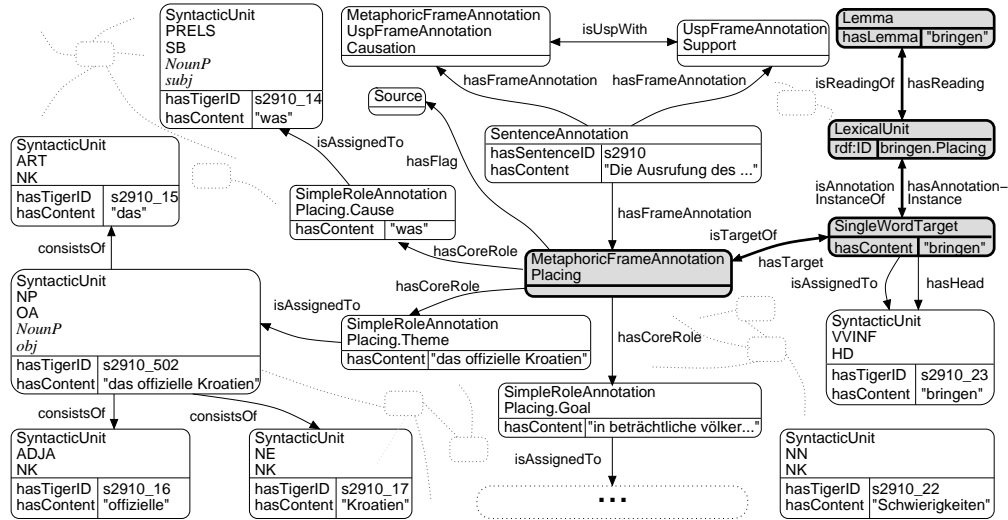 SyntacticUnit
PRELS
SB
NounP
subj
hasTigerID s2910_14
hasContent "was"
MetaphoricFrameAnnotation
UspFrameAnnotation
Causation
isUspWith
UspFrameAnnotation
Support
Lemma
hasLemma "bringen"
isReadingOf hasReading
hasFrameAnnotation hasFrameAnnotation
Source
LexicalUnit
rdf:ID bringen.Placing
SyntacticUnit
ART
NK
hasTigerID s2910_15
hasContent "das"
isAssignedTo
hasFlag
SentenceAnnotation
hasSentenceID s2910
hasContent "Die Ausrufung des ..."
isAnnotation hasAnnotation–
InstanceOf Instance
SimpleRoleAnnotation
Placing.Cause
hasContent "was"
hasFrameAnnotation
SingleWordTarget
hasContent "bringen"
consistsOf
hasCoreRole
isTargetOf
hasTarget
MetaphoricFrameAnnotation
Placing
SyntacticUnit
NP
OA
NounP
obj
hasTigerID s2910_502
hasContent "das offizielle Kroatien"
isAssignedTo
hasCoreRole
isAssignedTo hasHead
SimpleRoleAnnotation
Placing.Theme
hasContent "das offizielle Kroatien"
hasCoreRole
SyntacticUnit
VVINF
HD
hasTigerID s2910_23
hasContent "bringen"
consistsOf consistsOf
SimpleRoleAnnotation
Placing.Goal
hasContent "in beträchtliche völker..."
SyntacticUnit
ADJA
NK
hasTigerID s2910_16
hasContent "offizielle"
SyntacticUnit
NE
NK
hasTigerID s2910_17
hasContent "Kroatien"
isAssignedTo
...
SyntacticUnit
NN
NK
hasTigerID s2910_22
hasContent "Schwierigkeiten"